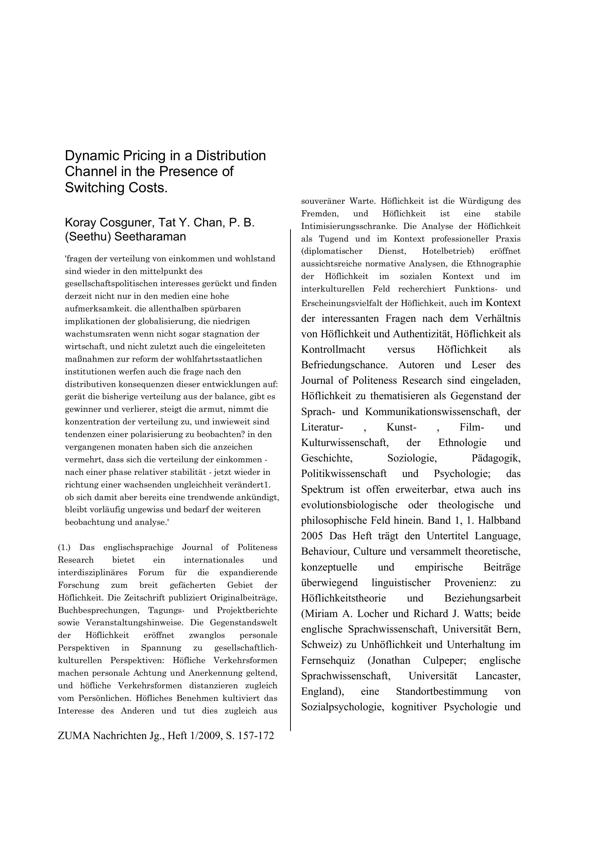 Dynamic Pricing in a Distribution
Channel in the Presence of
Switching Costs.
Koray Cosguner, Tat Y. Chan, P. B.
(Seethu) Seetharaman
'fragen der verteilung von einkommen und wohlstand
sind wieder in den mittelpunkt des
gesellschaftspolitischen interesses gerückt und finden
derzeit nicht nur in den medien eine hohe
aufmerksamkeit. die allenthalben spürbaren
implikationen der globalisierung, die niedrigen
wachstumsraten wenn nicht sogar stagnation der
wirtschaft, und nicht zuletzt auch die eingeleiteten
maßnahmen zur reform der wohlfahrtsstaatlichen
institutionen werfen auch die frage nach den
distributiven konsequenzen dieser entwicklungen auf:
gerät die bisherige verteilung aus der balance, gibt es
gewinner und verlierer, steigt die armut, nimmt die
konzentration der verteilung zu, und inwieweit sind
tendenzen einer polarisierung zu beobachten? in den
vergangenen monaten haben sich die anzeichen
vermehrt, dass sich die verteilung der einkommen -
nach einer phase relativer stabilität - jetzt wieder in
richtung einer wachsenden ungleichheit verändert1.
ob sich damit aber bereits eine trendwende ankündigt,
bleibt vorläufig ungewiss und bedarf der weiteren
beobachtung und analyse.'
(1.) Das englischsprachige Journal of Politeness
Research bietet ein internationales und
interdisziplinäres Forum für die expandierende
Forschung zum breit gefächerten Gebiet der
Höflichkeit. Die Zeitschrift publiziert Originalbeiträge,
Buchbesprechungen, Tagungs- und Projektberichte
sowie Veranstaltungshinweise. Die Gegenstandswelt
der Höflichkeit eröffnet zwanglos personale
Perspektiven in Spannung zu gesellschaftlich-
kulturellen Perspektiven: Höfliche Verkehrsformen
machen personale Achtung und Anerkennung geltend,
und höfliche Verkehrsformen distanzieren zugleich
vom Persönlichen. Höfliches Benehmen kultiviert das
Interesse des Anderen und tut dies zugleich aus
ZUMA Nachrichten Jg., Heft 1/2009, S. 157-172
souveräner Warte. Höflichkeit ist die Würdigung des
Fremden, und Höflichkeit ist eine stabile
Intimisierungsschranke. Die Analyse der Höflichkeit
als Tugend und im Kontext professioneller Praxis
(diplomatischer Dienst, Hotelbetrieb) eröffnet
aussichtsreiche normative Analysen, die Ethnographie
der Höflichkeit im sozialen Kontext und im
interkulturellen Feld recherchiert Funktions- und
Erscheinungsvielfalt der Höflichkeit, auch im Kontext
der interessanten Fragen nach dem Verhältnis
von Höflichkeit und Authentizität, Höflichkeit als
Kontrollmacht versus Höflichkeit als
Befriedungschance. Autoren und Leser des
Journal of Politeness Research sind eingeladen,
Höflichkeit zu thematisieren als Gegenstand der
Sprach- und Kommunikationswissenschaft, der
Literatur- , Kunst- , Film- und
Kulturwissenschaft, der Ethnologie und
Geschichte, Soziologie, Pädagogik,
Politikwissenschaft und Psychologie; das
Spektrum ist offen erweiterbar, etwa auch ins
evolutionsbiologische oder theologische und
philosophische Feld hinein. Band 1, 1. Halbband
2005 Das Heft trägt den Untertitel Language,
Behaviour, Culture und versammelt theoretische,
konzeptuelle und empirische Beiträge
überwiegend linguistischer Provenienz: zu
Höflichkeitstheorie und Beziehungsarbeit
(Miriam A. Locher und Richard J. Watts; beide
englische Sprachwissenschaft, Universität Bern,
Schweiz) zu Unhöflichkeit und Unterhaltung im
Fernsehquiz (Jonathan Culpeper; englische
Sprachwissenschaft, Universität Lancaster,
England), eine Standortbestimmung von
Sozialpsychologie, kognitiver Psychologie und